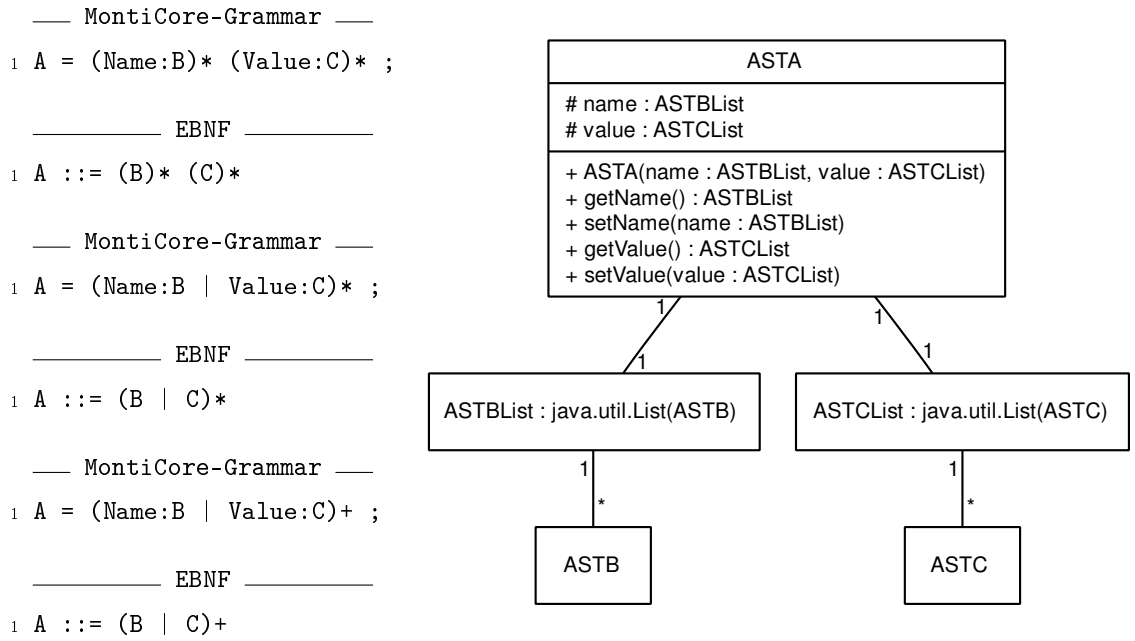 MontiCore-Grammar
1 A = (Name:B)* (Value:C)* ;
EBNF
1 A ::= (B)* (C)*
MontiCore-Grammar
1 A = (Name:B | Value:C)* ;
EBNF
1 A ::= (B | C)*
MontiCore-Grammar
1 A = (Name:B | Value:C)+ ;
EBNF
1 A ::= (B | C)+
ASTA
# name : ASTBList
# value : ASTCList
+ ASTA(name : ASTBList, value : ASTCList)
+ getName() : ASTBList
+ setName(name : ASTBList)
+ getValue() : ASTCList
+ setValue(value : ASTCList)
1 1
1 1
ASTBList : java.util.List(ASTB) ASTCList : java.util.List(ASTC)
1 1
* *
ASTB ASTC